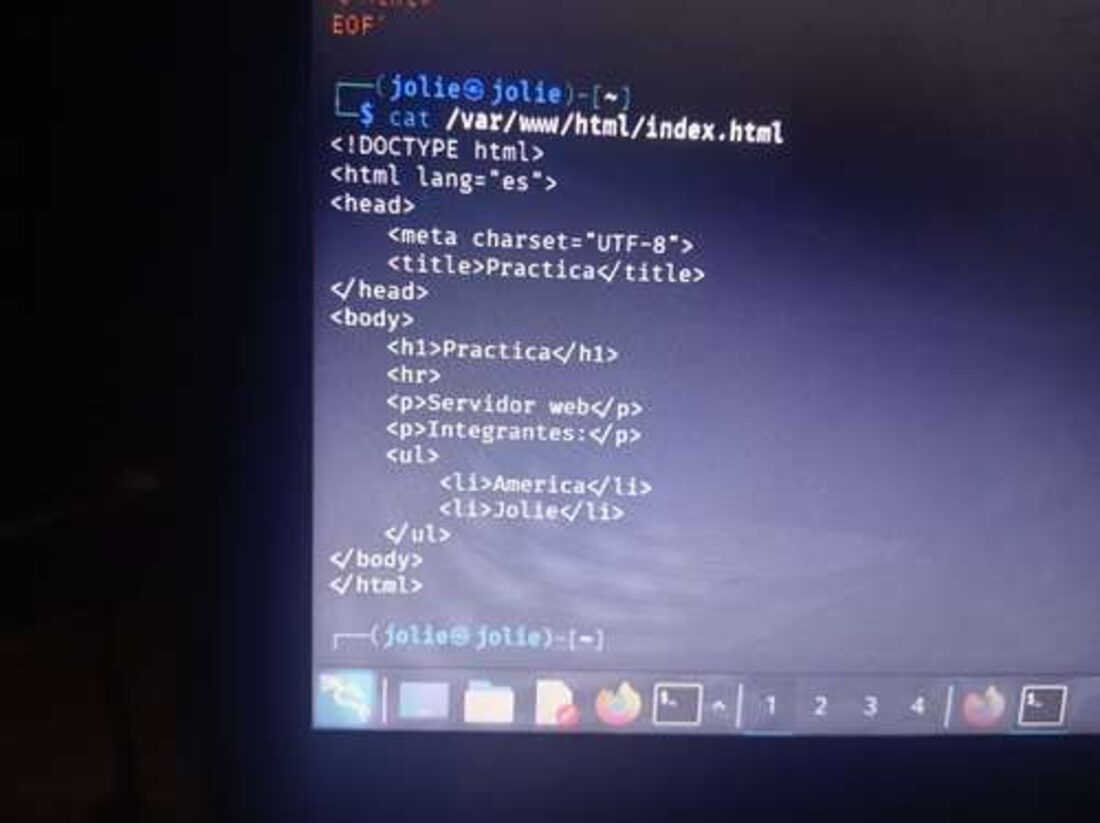 EOF'
(jolie㉿jolie)-[~]
$ cat /var/www/html/index.html
<!DOCTYPE html>
<html lang="es">
<head>
    <meta charset="UTF-8">
    <title>Practica</title>
</head>
<body>
    <h1>Practica</h1>
    <hr>
    <p>Servidor web</p>
    <p>Integrantes:</p>
    <ul>
        <li>America</li>
        <li>Jolie</li>
    </ul>
</body>
</html>
(jolie㉿jolie)-[~]
$_ 1 2 3 4 $_